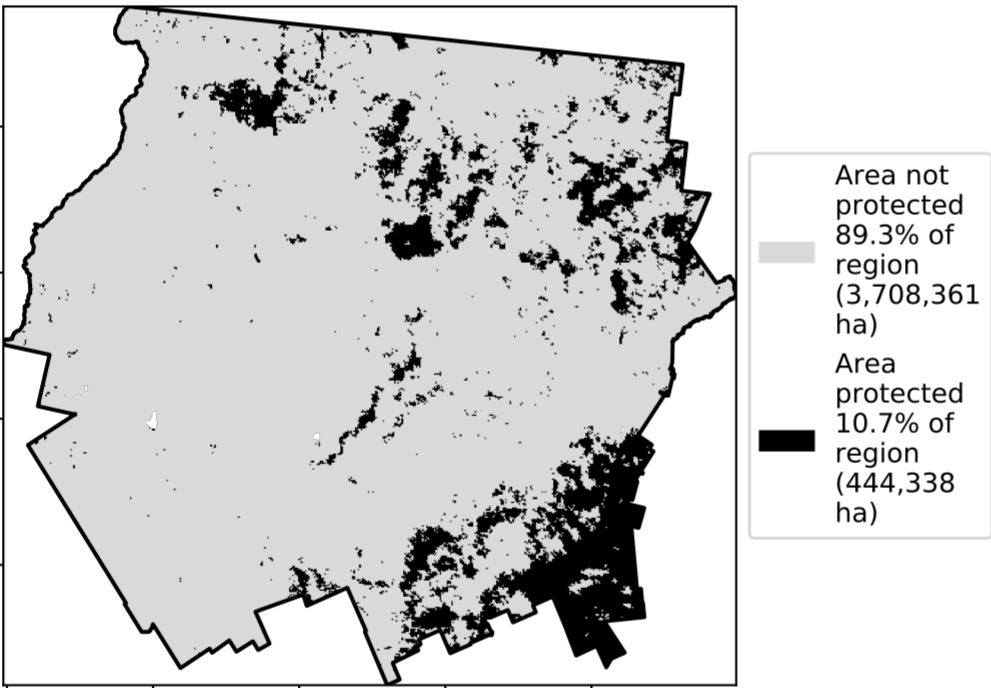 Area not
protected
89.3% of
region
(3,708,361
ha)
Area
protected
10.7% of
region
(444,338
ha)